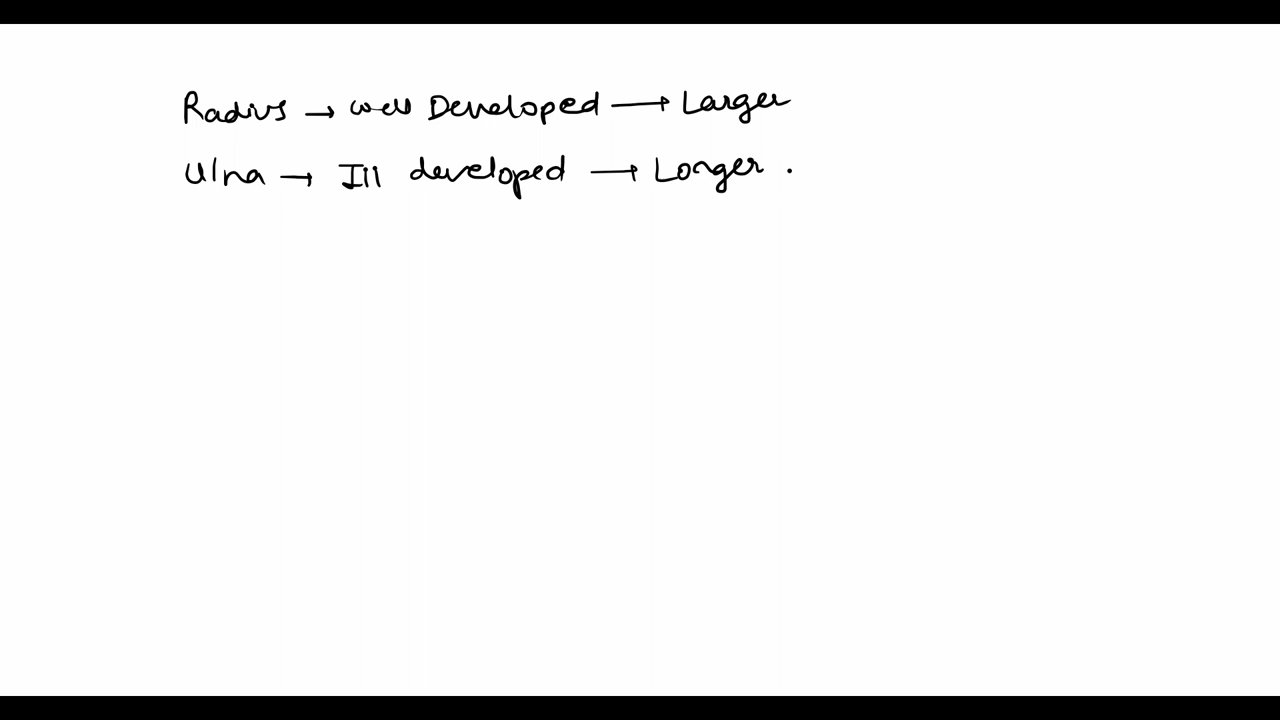 Radius → well Developed → Larger
Ulna → Ill developed → Longer .